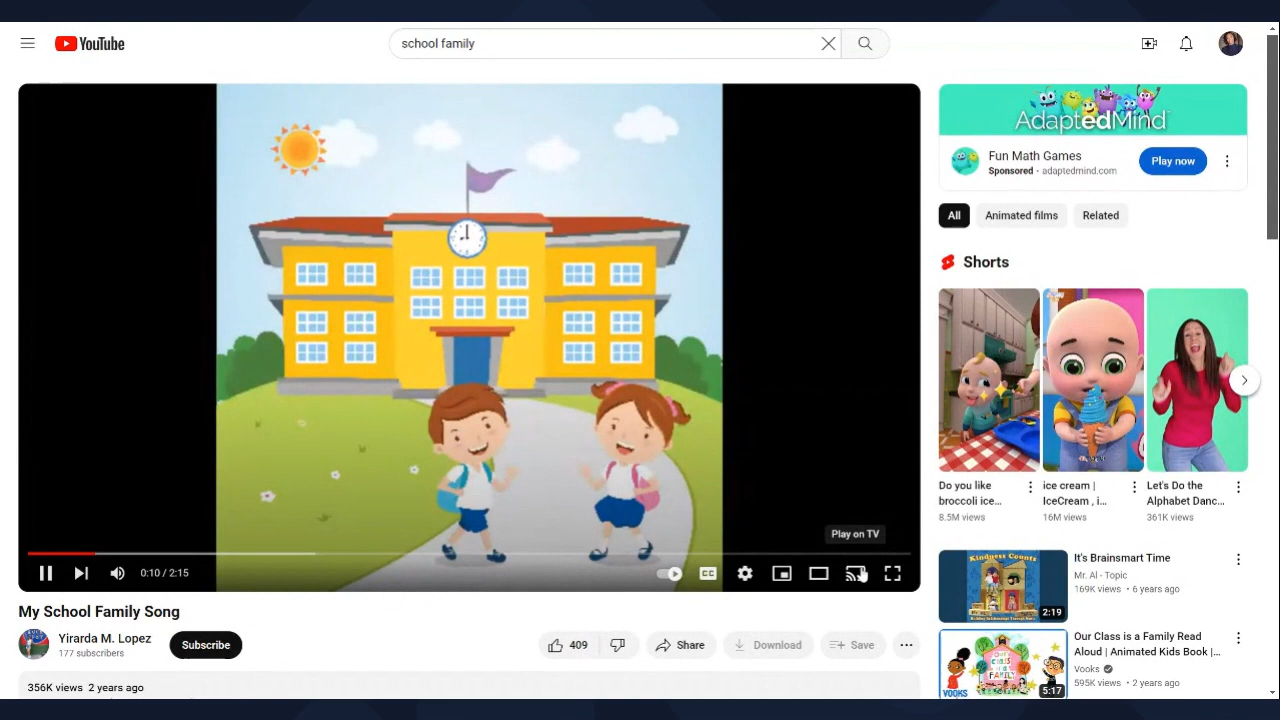 YouTube
school family
AdaptedMind
Fun Math Games
Sponsored · adaptedmind.com
Play now
All
Animated films
Related
Shorts
Do you like
broccoli ice...
8.5M views
ice cream |
IceCream , i...
16M views
Let's Do the
Alphabet Danc...
361K views
Play on TV
0:10 / 2:15
CC
My School Family Song
Yirarda M. Lopez
177 subscribers
Subscribe
409
Share
Download
Save
356K views 2 years ago
Kindness Counts
2:19
It's Brainsmart Time
Mr. Al - Topic
169K views • 6 years ago
Our Class is a Family Read
Aloud | Animated Kids Book |...
Vooks
595K views • 2 years ago
VOOKS
5:17